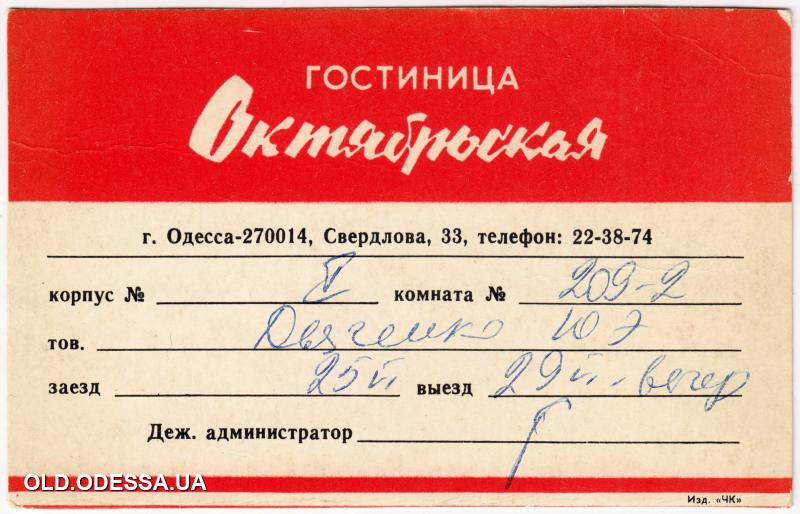 ГОСТИНИЦА
Октябрьская
г. Одесса-270014, Свердлова, 33, телефон: 22-38-74
корпус № I комната № 209-2
тов. Дьяченко Ю Э
заезд 25 выезд 29 вечер
Деж. администратор
OLD.ODESSA.UA
Изд. «ЧК»